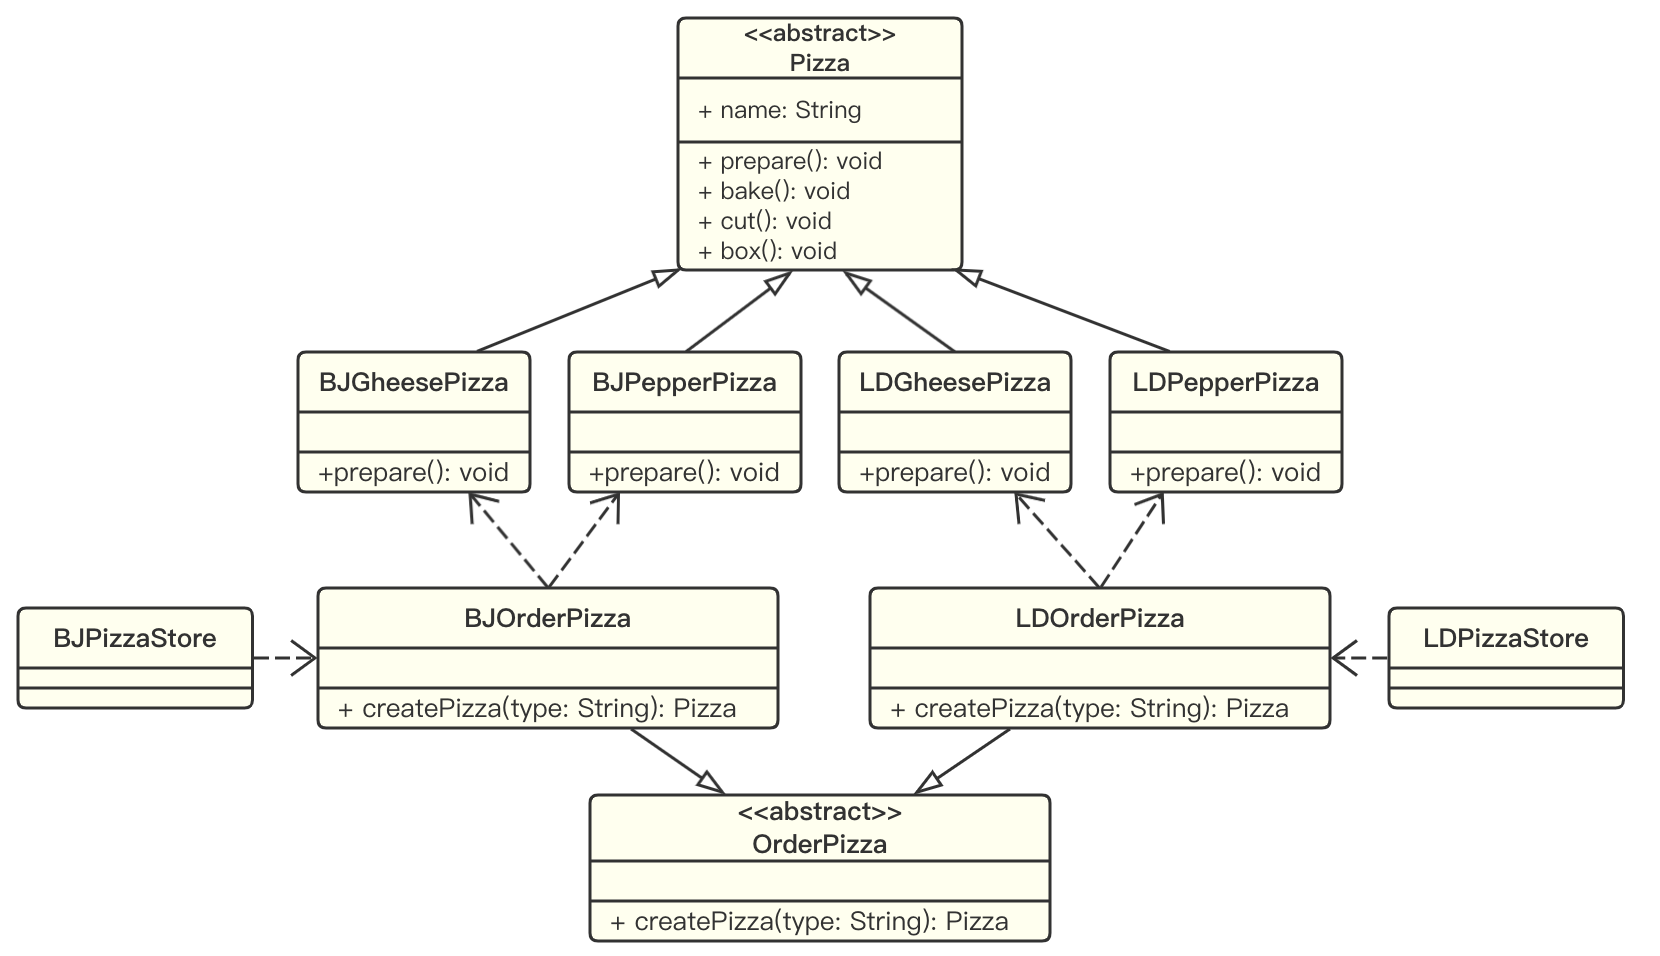 <<abstract>>
Pizza
+ name: String
+ prepare(): void
+ bake(): void
+ cut(): void
+ box(): void
BJGheesePizza
+prepare(): void
BJPepperPizza
+prepare(): void
LDGheesePizza
+prepare(): void
LDPepperPizza
+prepare(): void
BJPizzaStore
BJOrderPizza
+ createPizza(type: String): Pizza
LDOrderPizza
+ createPizza(type: String): Pizza
LDPizzaStore
<<abstract>>
OrderPizza
+ createPizza(type: String): Pizza